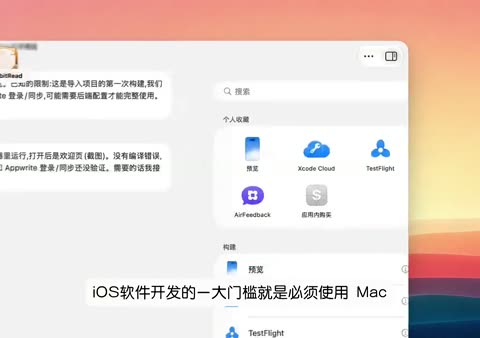 bitRead
。已知的限制:这是导入项目的第一次构建,我们
te 登录/同步,可能需要后端配置才能完整使用。
器里运行,打开后是欢迎页(截图)。没有编译错误,
Appwrite 登录/同步还没验证。需要的话我接
搜索
个人收藏
预览
Xcode Cloud
TestFlight
AirFeedback
应用内购买
构建
预览
iOS软件开发的一大门槛就是必须使用 Mac
TestFlight